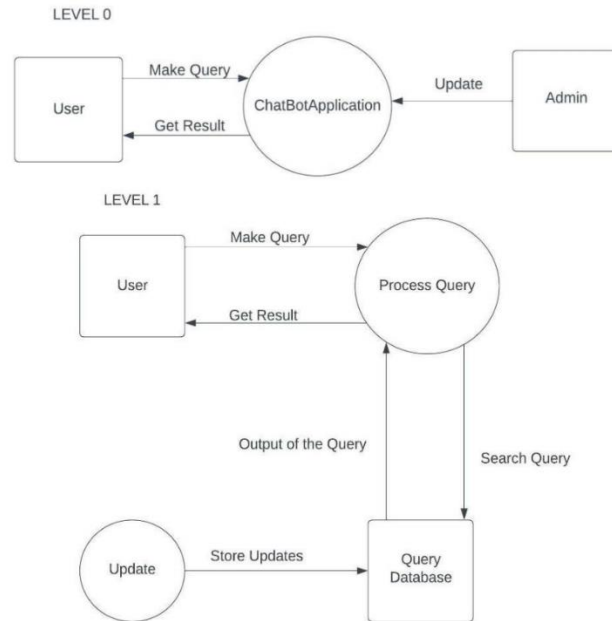 LEVEL 0
Make Query
User
ChatBotApplication
Update
Admin
Get Result
LEVEL 1
Make Query
User
Process Query
Get Result
Output of the Query
Search Query
Update
Store Updates
Query
Database